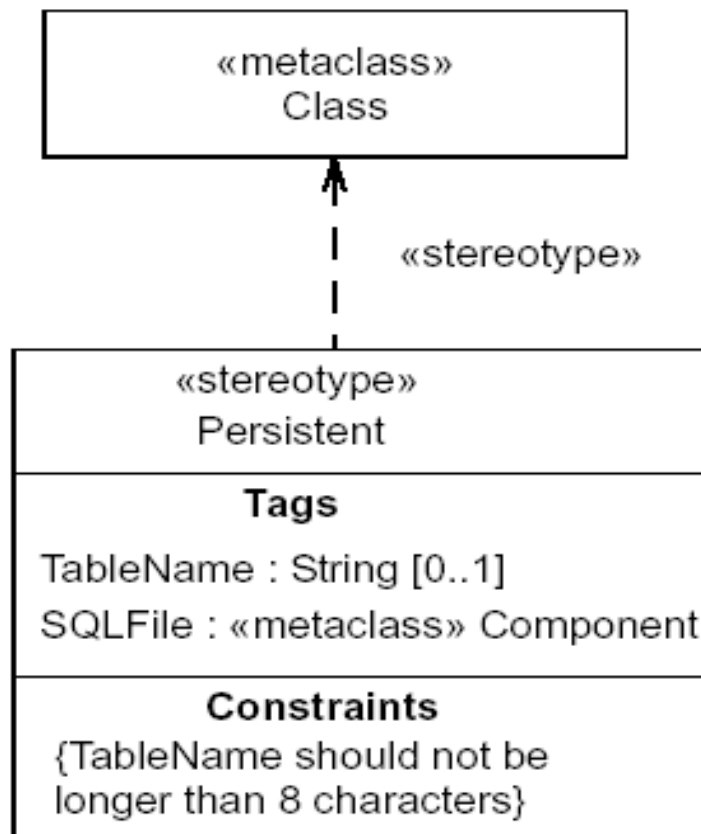 «metaclass»
Class
«stereotype»
«stereotype»
Persistent
Tags
TableName : String [0..1]
SQLFile : «metaclass» Component
Constraints
{TableName should not be
longer than 8 characters}